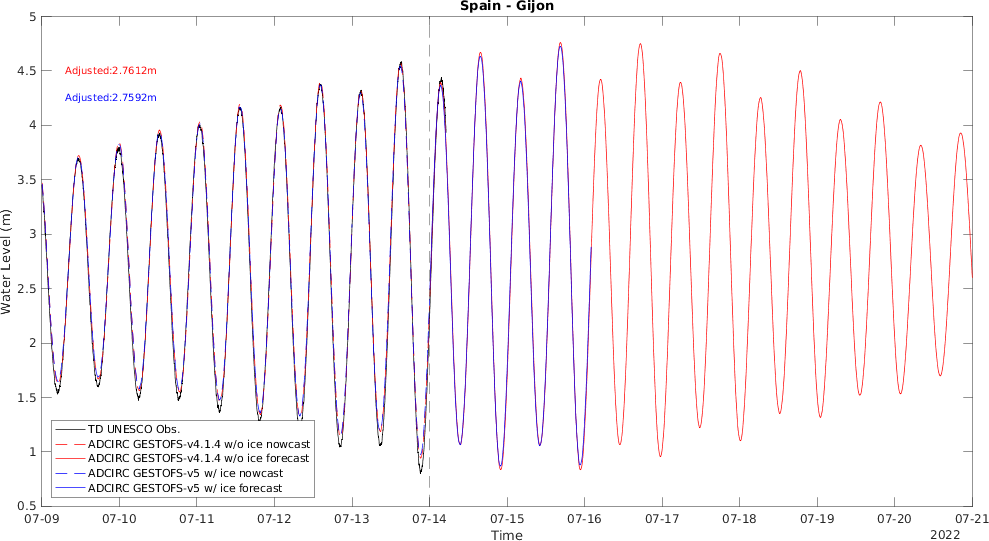 Spain - Gijon
5
4.5
4
3.5
3
2.5
2
1.5
1
0.5
Water Level (m)
Adjusted:2.7612m
Adjusted:2.7592m
TD UNESCO Obs.
ADCIRC GESTOFS-v4.1.4 w/o ice nowcast
ADCIRC GESTOFS-v4.1.4 w/o ice forecast
ADCIRC GESTOFS-v5 w/ ice nowcast
ADCIRC GESTOFS-v5 w/ ice forecast
07-09 07-10 07-11 07-12 07-13 07-14 07-15 07-16 07-17 07-18 07-19 07-20 07-21
Time
2022